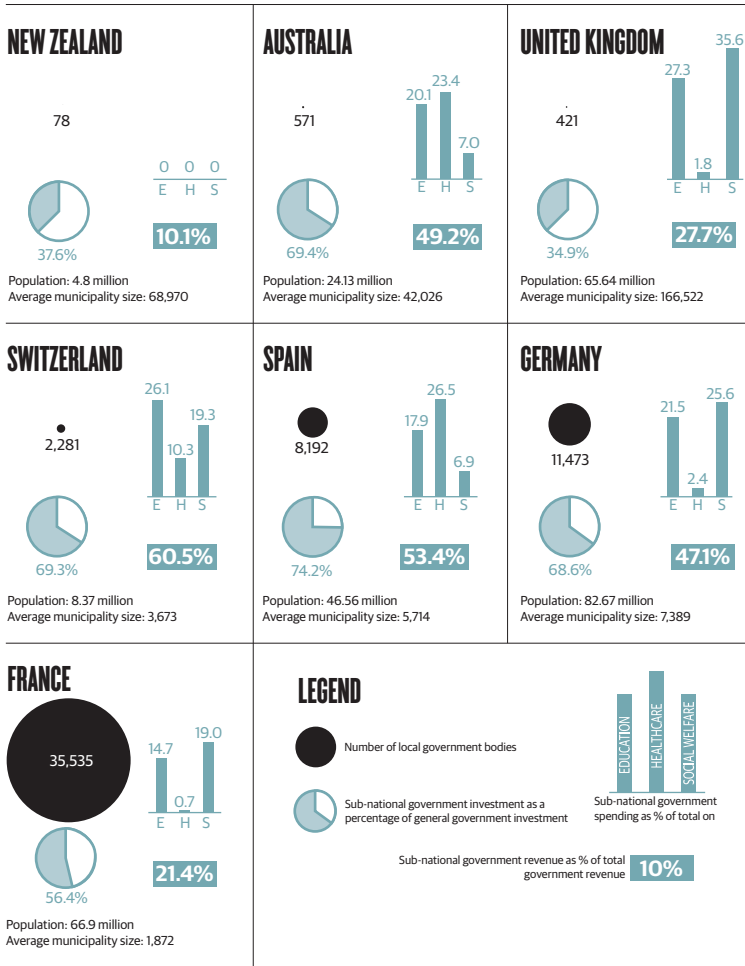 NEW ZEALAND
78
0 0 0
E H S
37.6%
10.1%
Population: 4.8 million
Average municipality size: 68,970
AUSTRALIA
571
20.1
23.4
7.0
E H S
69.4%
49.2%
Population: 24.13 million
Average municipality size: 42,026
UNITED KINGDOM
421
27.3
1.8
35.6
E H S
34.9%
27.7%
Population: 65.64 million
Average municipality size: 166,522
SWITZERLAND
2,281
26.1
10.3
19.3
E H S
69.3%
60.5%
Population: 8.37 million
Average municipality size: 3,673
SPAIN
8,192
17.9
26.5
6.9
E H S
74.2%
53.4%
Population: 46.56 million
Average municipality size: 5,714
GERMANY
11,473
21.5
2.4
25.6
E H S
68.6%
47.1%
Population: 82.67 million
Average municipality size: 7,389
FRANCE
35,535
14.7
0.7
19.0
E H S
56.4%
21.4%
Population: 66.9 million
Average municipality size: 1,872
LEGEND
Number of local government bodies
Sub-national government investment as a
percentage of general government investment
EDUCATION
HEALTHCARE
SOCIAL WELFARE
Sub-national government
spending as % of total on
Sub-national government revenue as % of total
government revenue
10%